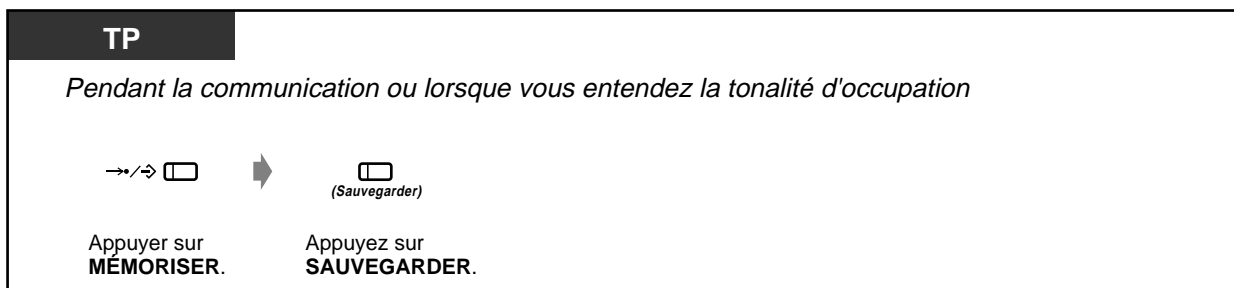 TP
Pendant la communication ou lorsque vous entendez la tonalité d'occupation
(Sauvegarder)
Appuyer sur
MÉMORISER.
Appuyez sur
SAUVEGARDER.